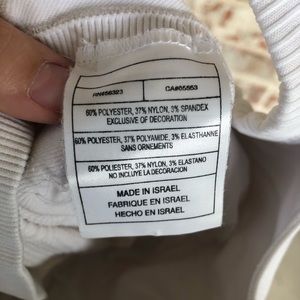 RN#56323 CA#05553
60% POLYESTER, 37% NYLON, 3% SPANDEX
EXCLUSIVE OF DECORATION
60% POLYESTER, 37% POLYAMIDE, 3% ELASTHANNE
SANS ORNEMENTS
60% POLIESTER, 37% NYLON, 3% ELASTANO
NO INCLUYE LA DECORACION
MADE IN ISRAEL
FABRIQUE EN ISRAEL
HECHO EN ISRAEL